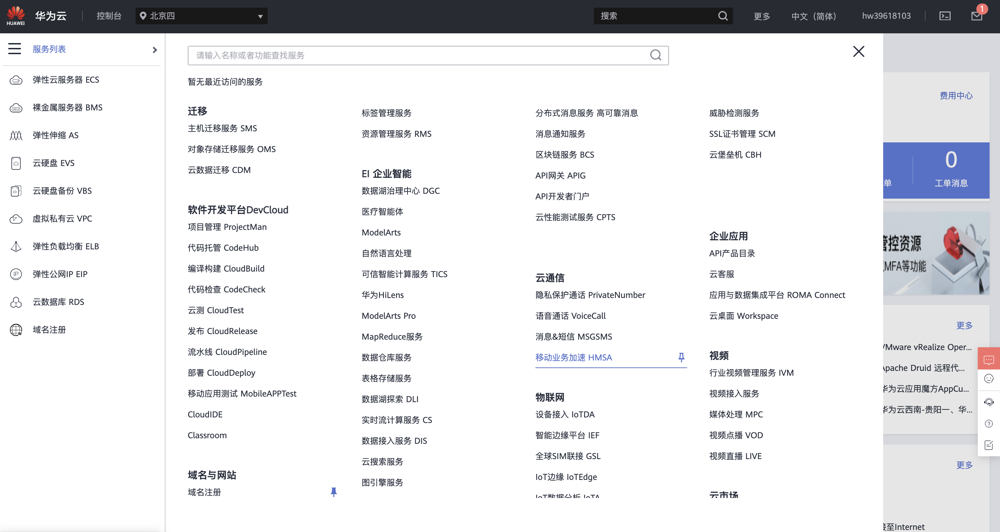 HUAWEI
华为云
控制台
北京四
搜索
更多
中文（简体）
hw39618103
1
服务列表
弹性云服务器 ECS
裸金属服务器 BMS
弹性伸缩 AS
云硬盘 EVS
云硬盘备份 VBS
虚拟私有云 VPC
弹性负载均衡 ELB
IP
弹性公网IP EIP
云数据库 RDS
W
域名注册
请输入名称或者功能查找服务
暂无最近访问的服务
迁移
主机迁移服务 SMS
对象存储迁移服务 OMS
云数据迁移 CDM
软件开发平台DevCloud
项目管理 ProjectMan
代码托管 CodeHub
编译构建 CloudBuild
代码检查 CodeCheck
云测 CloudTest
发布 CloudRelease
流水线 CloudPipeline
部署 CloudDeploy
移动应用测试 MobileAPPTest
CloudIDE
Classroom
域名与网站
域名注册
标签管理服务
资源管理服务 RMS
EI 企业智能
数据湖治理中心 DGC
医疗智能体
ModelArts
自然语言处理
可信智能计算服务 TICS
华为HiLens
ModelArts Pro
MapReduce服务
数据仓库服务
表格存储服务
数据湖探索 DLI
实时流计算服务 CS
数据接入服务 DIS
云搜索服务
图引擎服务
分布式消息服务 高可靠消息
消息通知服务
区块链服务 BCS
API网关 APIG
API开发者门户
云性能测试服务 CPTS
云通信
隐私保护通话 PrivateNumber
语音通话 VoiceCall
消息&短信 MSGSMS
移动业务加速 HMSA
物联网
设备接入 IoTDA
智能边缘平台 IEF
全球SIM联接 GSL
IoT边缘 IoTEdge
IoT数据分析 IoTA
威胁检测服务
SSL证书管理 SCM
云堡垒机 CBH
企业应用
API产品目录
云客服
应用与数据集成平台 ROMA Connect
云桌面 Workspace
视频
行业视频管理服务 IVM
视频接入服务
媒体处理 MPC
视频点播 VOD
视频直播 LIVE
云市场
费用中心
0
单
工单消息
管控资源
MFA等功能
更多
VMware vRealize Oper...
Apache Druid 远程代...
华为云应用魔方AppCu...
华为云西南-贵阳一、华...
更多
接至Internet